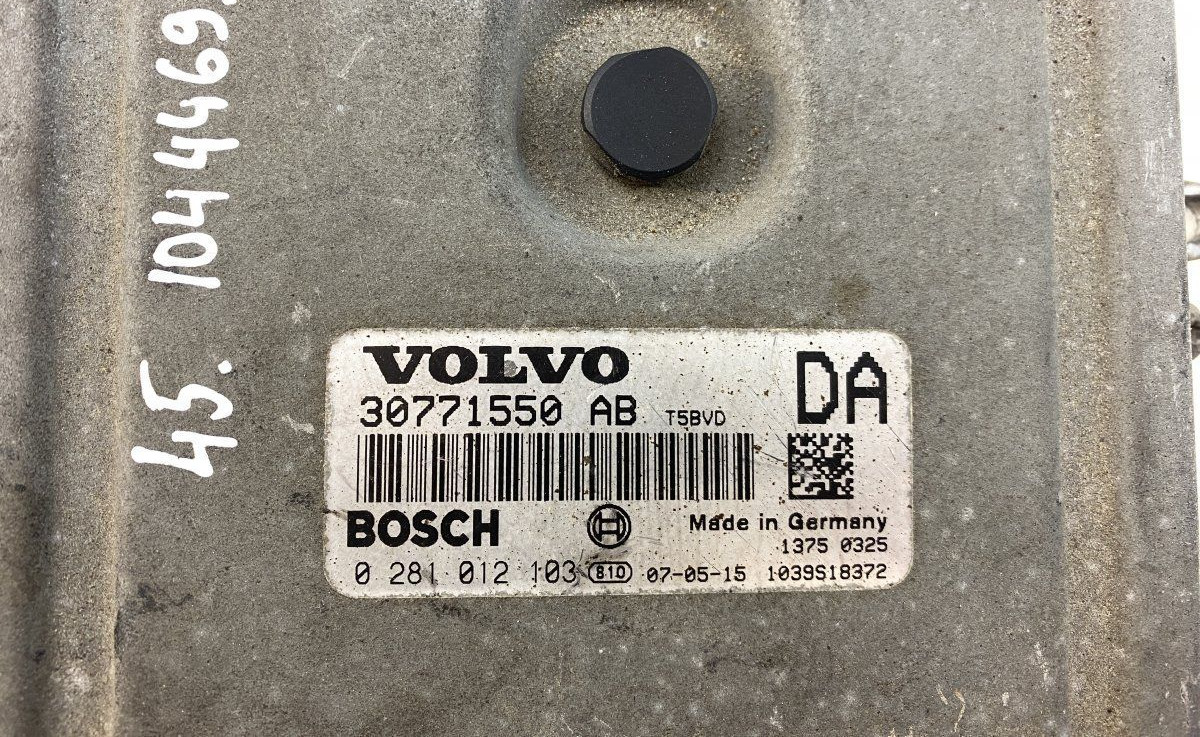 45. 1044469.
VOLVO
DA
30771550 AB T5BVD
BOSCH
Made in Germany
1375 0325
0 281 012 103 810 07-05-15 1039S18372